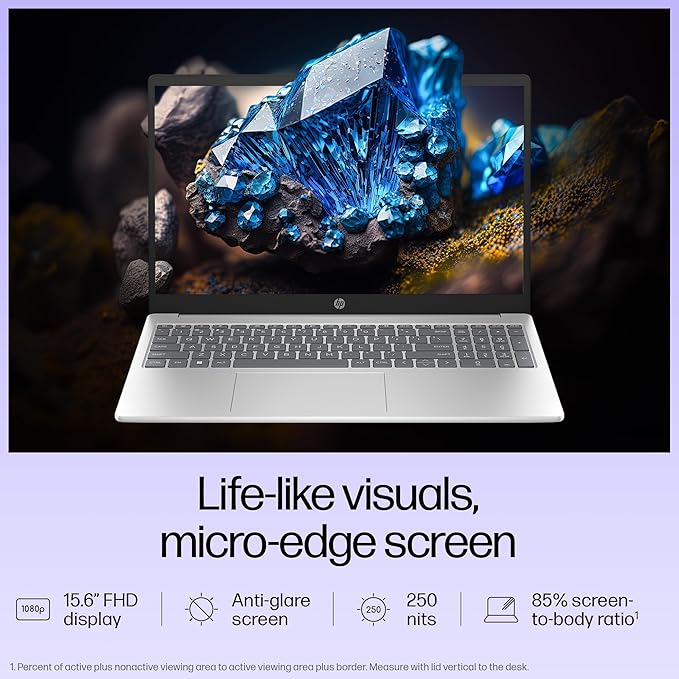 hp
Life-like visuals,
micro-edge screen
1080p
15.6" FHD
display
Anti-glare
screen
250
250
nits
85% screen-
to-body ratio¹
1. Percent of active plus nonactive viewing area to active viewing area plus border. Measure with lid vertical to the desk.